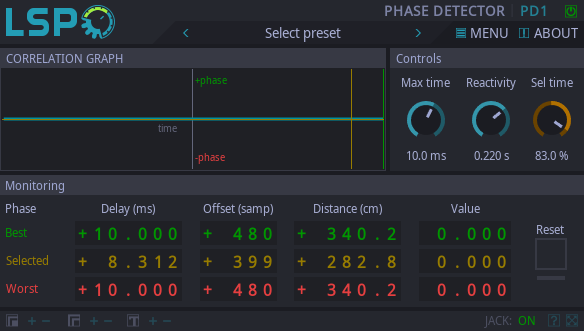 LSP PHASE DETECTOR PD1
Select preset MENU ABOUT
CORRELATION GRAPH
+phase
time
-phase
Controls
Max time Reactivity Sel time
10.0 ms 0.220 s 83.0 %
Monitoring
Phase Delay (ms) Offset (samp) Distance (cm) Value
Best +10.000 + 480 + 340.2 0.000
Selected + 8.312 + 399 + 282.8 0.000
Worst +10.000 + 480 + 340.2 0.000
Reset
JACK: ON